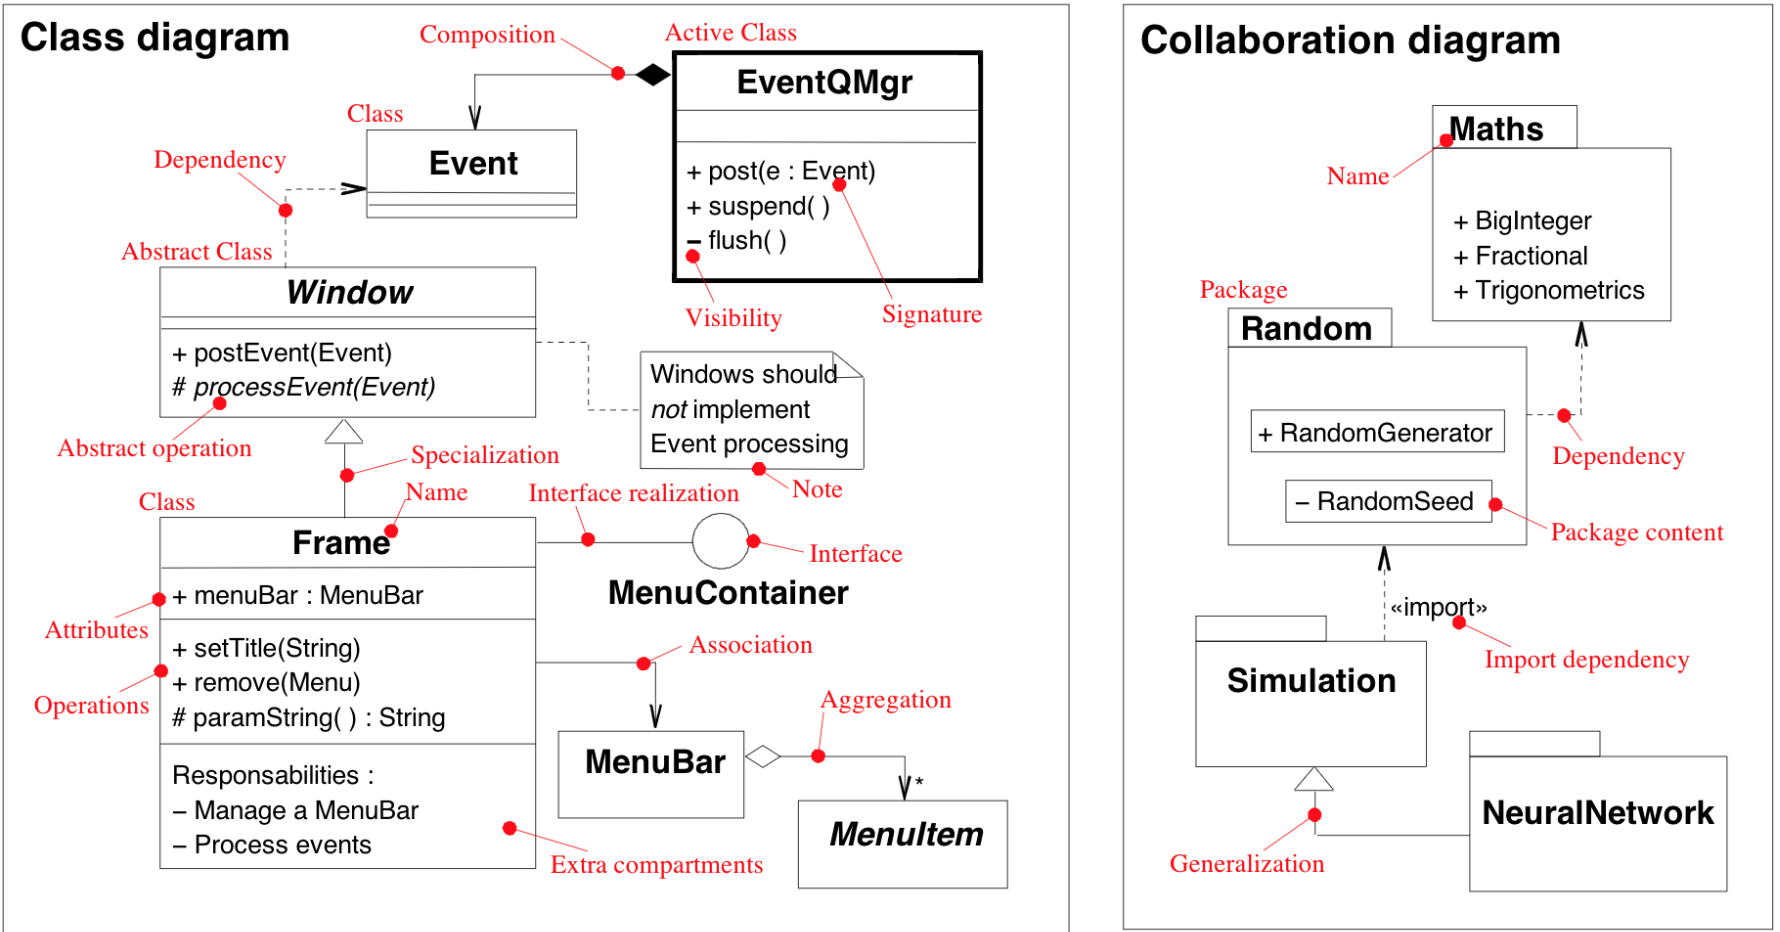 Class diagram
Composition
Active Class
EventQMgr
+ post(e : Event)
+ suspend( )
– flush( )
Visibility
Signature
Class
Event
Dependency
Abstract Class
Window
+ postEvent(Event)
# processEvent(Event)
Abstract operation
Windows should
not implement
Event processing
Note
Specialization
Name
Class
Frame
Interface realization
Interface
MenuContainer
+ menuBar : MenuBar
Attributes
+ setTitle(String)
+ remove(Menu)
# paramString( ) : String
Operations
Responsabilities :
– Manage a MenuBar
– Process events
Extra compartments
Association
MenuBar
Aggregation
*
MenuItem
Collaboration diagram
Maths
Name
+ BigInteger
+ Fractional
+ Trigonometrics
Package
Random
+ RandomGenerator
– RandomSeed
Dependency
Package content
«import»
Import dependency
Simulation
NeuralNetwork
Generalization